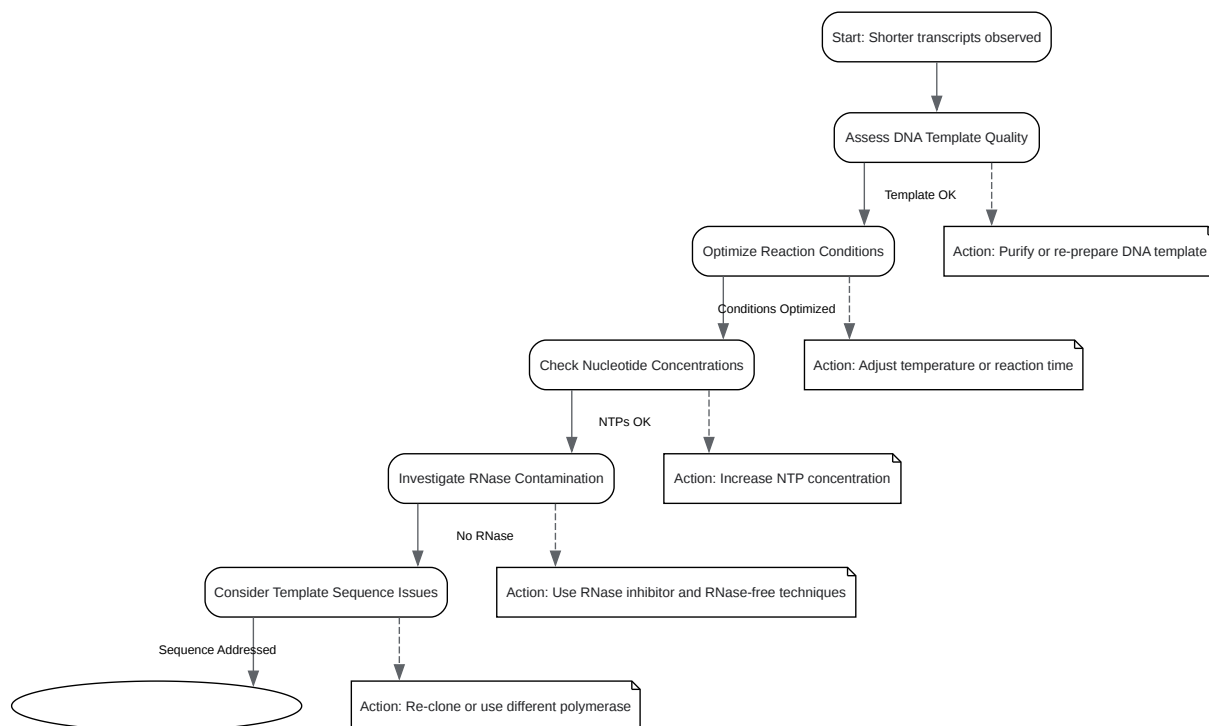 Start: Shorter transcripts observed
Assess DNA Template Quality
Template OK
Optimize Reaction Conditions
Action: Purify or re-prepare DNA template
Conditions Optimized
Check Nucleotide Concentrations
Action: Adjust temperature or reaction time
NTPs OK
Investigate RNase Contamination
Action: Increase NTP concentration
No RNase
Consider Template Sequence Issues
Action: Use RNase inhibitor and RNase-free techniques
Sequence Addressed
Action: Re-clone or use different polymerase